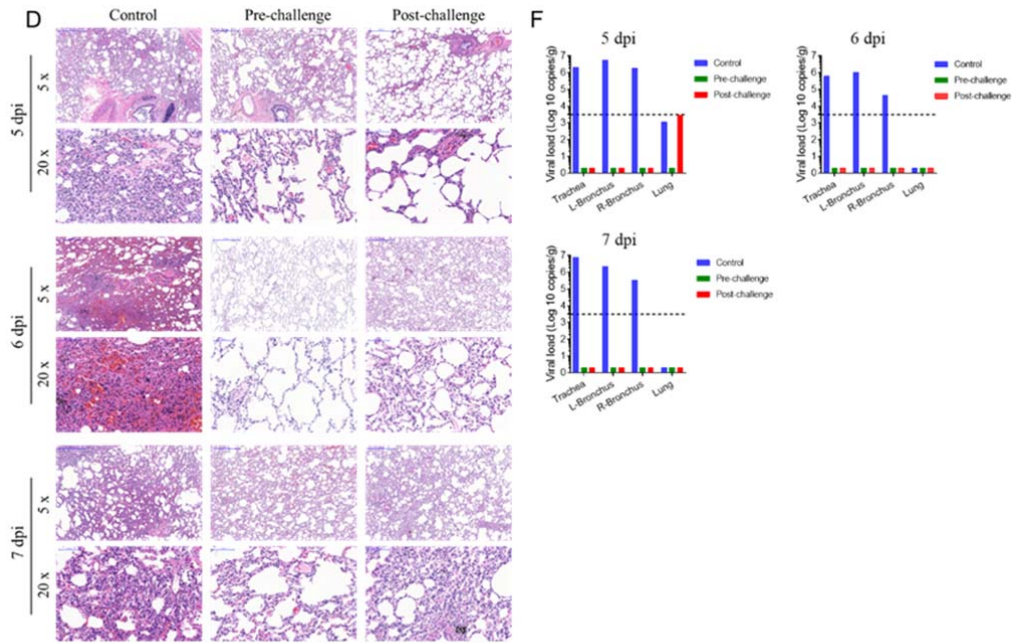 D
Control Pre-challenge Post-challenge
5 dpi
5 x
20 x
6 dpi
5 x
20 x
7 dpi
5 x
20 x
F
5 dpi
Viral load (Log 10 copies/g)
7
6
5
4
3
2
1
0
Trachea L-Bronchus R-Bronchus Lung
Control
Pre-challenge
Post-challenge
6 dpi
Viral load (Log 10 copies/g)
7
6
5
4
3
2
1
0
Trachea L-Bronchus R-Bronchus Lung
Control
Pre-challenge
Post-challenge
7 dpi
Viral load (Log 10 copies/g)
7
6
5
4
3
2
1
0
Trachea L-Bronchus R-Bronchus Lung
Control
Pre-challenge
Post-challenge